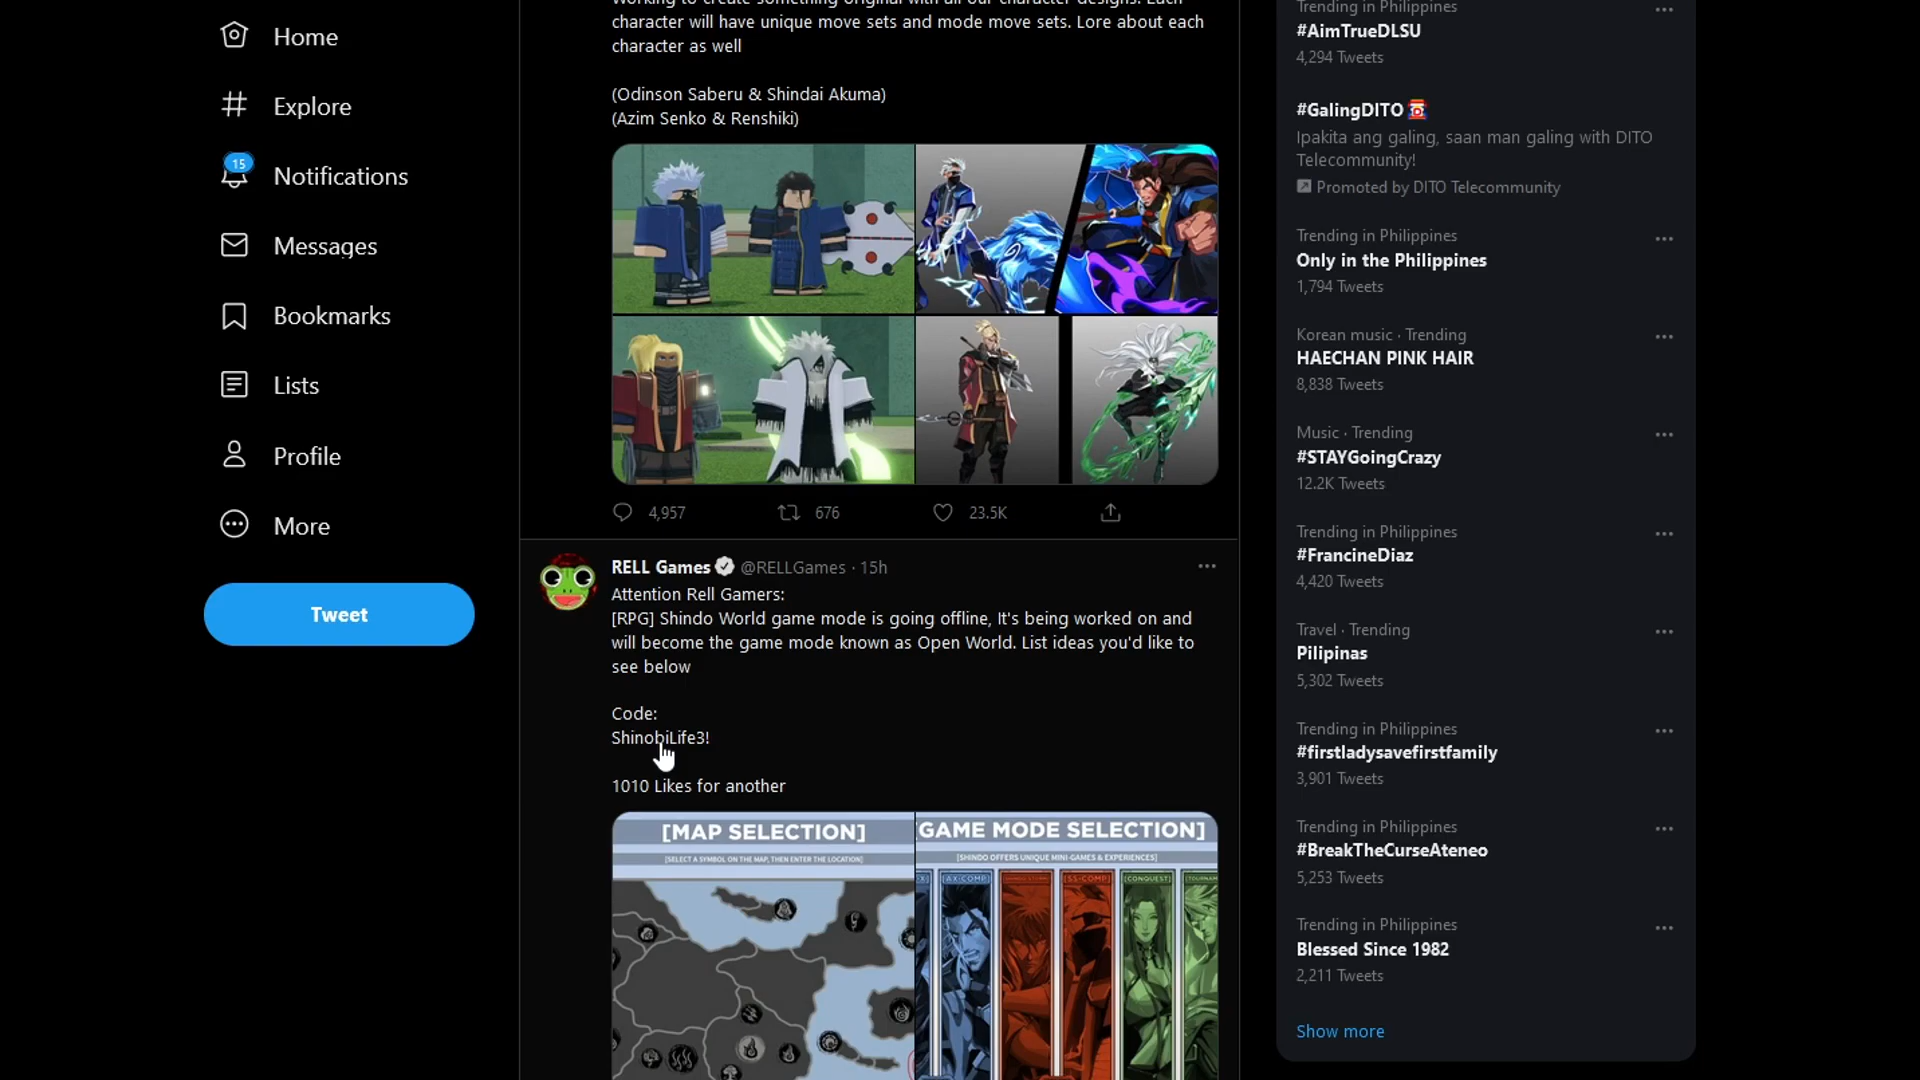 Home
Explore
15
Notifications
Messages
Bookmarks
Lists
Profile
More
Tweet
Working to create something original with all our character designs. Each
character will have unique move sets and mode move sets. Lore about each
character as well
(Odinson Saberu & Shindai Akuma)
(Azim Senko & Renshiki)
4,957
676
23.5K
RELL Games @RELLGames · 15h
Attention Rell Gamers:
[RPG] Shindo World game mode is going offline, It's being worked on and
will become the game mode known as Open World. List ideas you'd like to
see below
Code:
ShinobiLife3!
1010 Likes for another
[MAP SELECTION]
[SELECT A SYMBOL ON THE MAP, THEN ENTER THE LOCATION]
[GAME MODE SELECTION]
[SHINDO OFFERS UNIQUE MINI-GAMES & EXPERIENCES]
[AX-COMP]
[SS-COMP]
[CONQUEST]
Trending in Philippines
#AimTrueDLSU
4,294 Tweets
#GalingDITO
Ipakita ang galing, saan man galing with DITO
Telecommunity!
Promoted by DITO Telecommunity
Trending in Philippines
Only in the Philippines
1,794 Tweets
Korean music · Trending
HAECHAN PINK HAIR
8,838 Tweets
Music · Trending
#STAYGoingCrazy
12.2K Tweets
Trending in Philippines
#FrancineDiaz
4,420 Tweets
Travel · Trending
Pilipinas
5,302 Tweets
Trending in Philippines
#firstladysavefirstfamily
3,901 Tweets
Trending in Philippines
#BreakTheCurseAteneo
5,253 Tweets
Trending in Philippines
Blessed Since 1982
2,211 Tweets
Show more